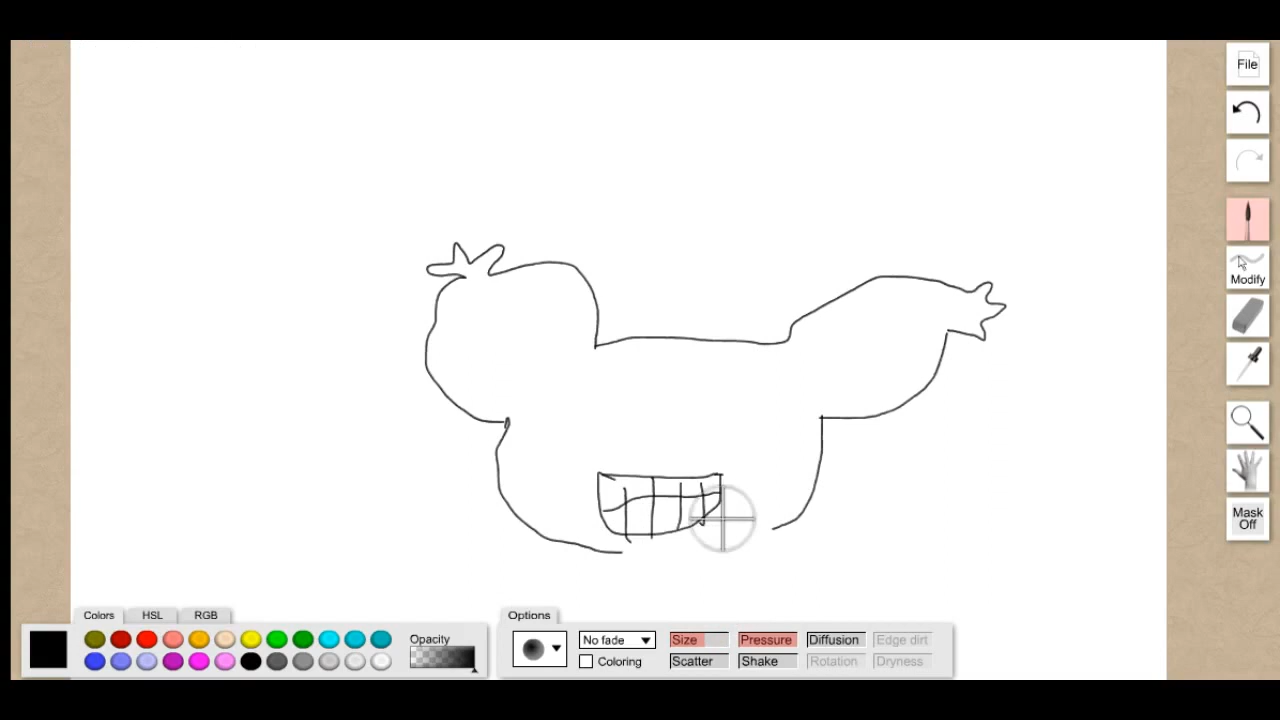 File
Modify
Mask
Off
Colors HSL RGB
Opacity
Options
No fade
Coloring
Size Pressure Diffusion Edge dirt
Scatter Shake Rotation Dryness